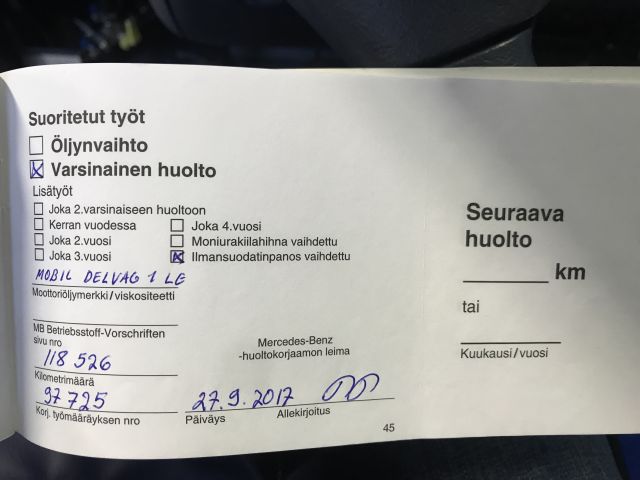 Suoritetut työt
Öljynvaihto
Varsinainen huolto
Lisätyöt
Joka 2.varsinaiseen huoltoon
Kerran vuodessa
Joka 4.vuosi
Joka 2.vuosi
Moniurakiilahihna vaihdettu
Joka 3.vuosi
Ilmansuodatinpanos vaihdettu
MOBIL DELVAG 1 LE
Moottoriöljymerkki/viskositeetti
MB Betriebsstoff-Vorschriften
sivu nro
118 526
Kilometrimäärä
97 725
Korj. työmääräyksen nro
Mercedes-Benz
-huoltokorjaamon leima
27.9.2017
Päiväys
Allekirjoitus
45
Seuraava
huolto
km
tai
Kuukausi/vuosi